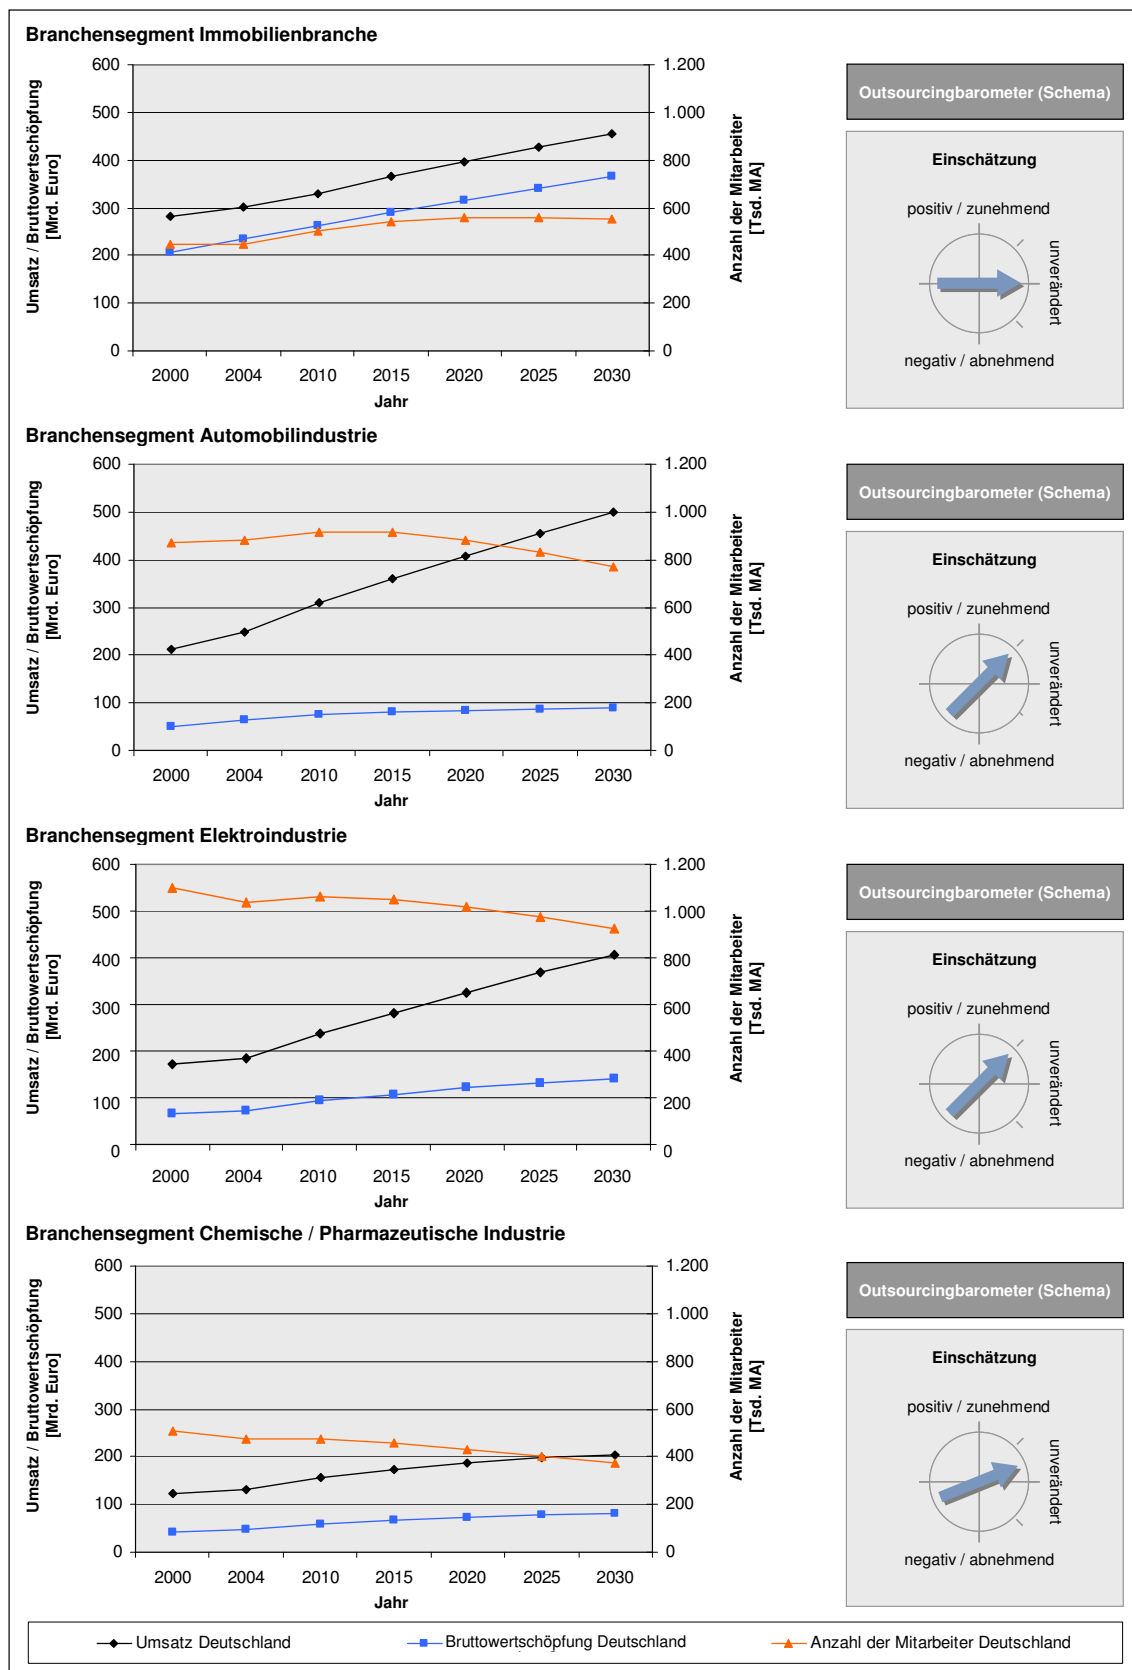 Branchensegment Immobilienbranche
Umsatz / Bruttowertschöpfung
[Mrd. Euro]
600
500
400
300
200
100
0
1.200
1.000
800
600
400
200
0
Anzahl der Mitarbeiter
[Tsd. MA]
2000 2004 2010 2015 2020 2025 2030
Jahr
Outsourcingbarometer (Schema)
Einschätzung
positiv / zunehmend
unverändert
negativ / abnehmend
Branchensegment Automobilindustrie
Umsatz / Bruttowertschöpfung
[Mrd. Euro]
600
500
400
300
200
100
0
1.200
1.000
800
600
400
200
0
Anzahl der Mitarbeiter
[Tsd. MA]
2000 2004 2010 2015 2020 2025 2030
Jahr
Outsourcingbarometer (Schema)
Einschätzung
positiv / zunehmend
unverändert
negativ / abnehmend
Branchensegment Elektroindustrie
Umsatz / Bruttowertschöpfung
[Mrd. Euro]
600
500
400
300
200
100
0
1.200
1.000
800
600
400
200
0
Anzahl der Mitarbeiter
[Tsd. MA]
2000 2004 2010 2015 2020 2025 2030
Jahr
Outsourcingbarometer (Schema)
Einschätzung
positiv / zunehmend
unverändert
negativ / abnehmend
Branchensegment Chemische / Pharmazeutische Industrie
Umsatz / Bruttowertschöpfung
[Mrd. Euro]
600
500
400
300
200
100
0
1.200
1.000
800
600
400
200
0
Anzahl der Mitarbeiter
[Tsd. MA]
2000 2004 2010 2015 2020 2025 2030
Jahr
Outsourcingbarometer (Schema)
Einschätzung
positiv / zunehmend
unverändert
negativ / abnehmend
Umsatz Deutschland Bruttowertschöpfung Deutschland Anzahl der Mitarbeiter Deutschland